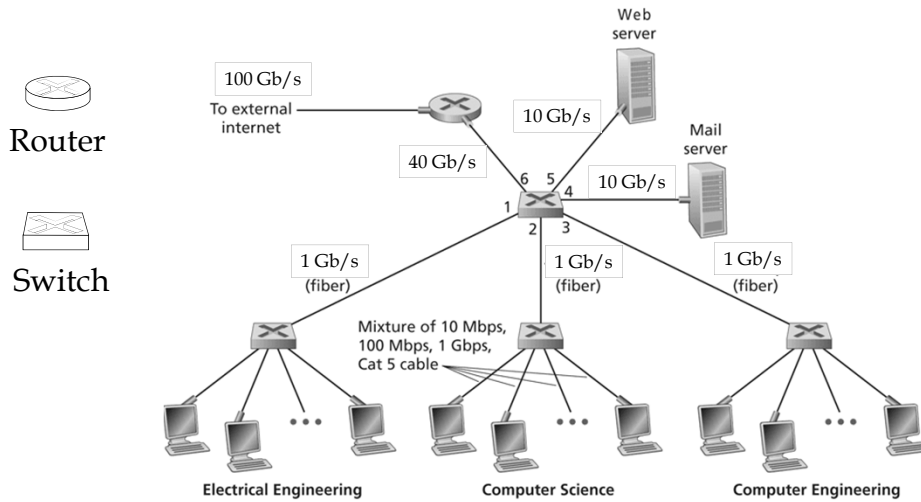 Web
server
100 Gb/s
To external
internet
Router
10 Gb/s
Mail
server
40 Gb/s
10 Gb/s
6
5
4
1
2
3
Switch
1 Gb/s
(fiber)
1 Gb/s
(fiber)
1 Gb/s
(fiber)
Mixture of 10 Mbps,
100 Mbps, 1 Gbps,
Cat 5 cable
Electrical Engineering
Computer Science
Computer Engineering